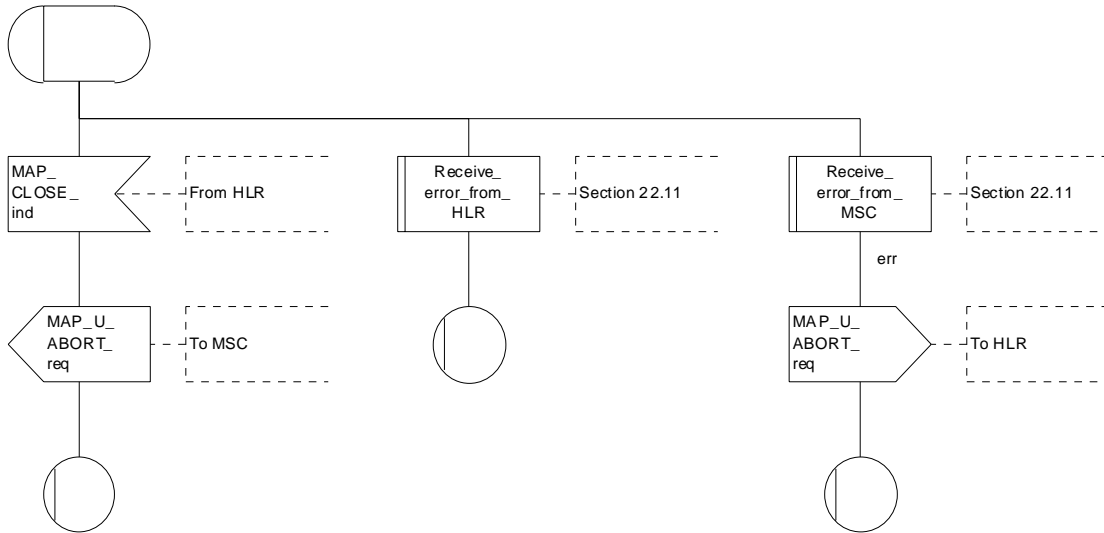 MAP_
CLOSE_
ind
From HLR
Receive_
error_from_
HLR
Section 22.11
Receive_
error_from_
MSC
Section 22.11
err
MAP_U_
ABORT_
req
To MSC
MAP_U_
ABORT_
req
To HLR